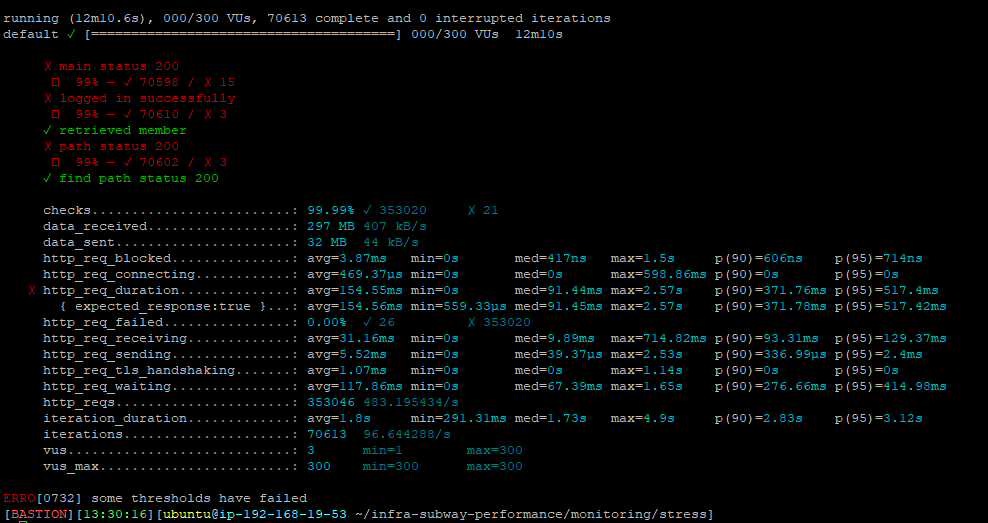 running (12m10.6s), 000/300 VUs, 70613 complete and 0 interrupted iterations
default ✓ [======================================] 000/300 VUs  12m10s
✗ main status 200
□  99% — ✓ 70598 / ✗ 15
✗ logged in successfully
□  99% — ✓ 70610 / ✗ 3
✓ retrieved member
✗ path status 200
□  99% — ✓ 70602 / ✗ 3
✓ find path status 200
checks.........................: 99.99% ✓ 353020     ✗ 21
data_received..................: 297 MB 407 kB/s
data_sent......................: 32 MB  44 kB/s
http_req_blocked...............: avg=3.87ms   min=0s       med=417ns   max=1.5s     p(90)=606ns    p(95)=714ns
http_req_connecting............: avg=469.37µs min=0s       med=0s      max=598.86ms p(90)=0s       p(95)=0s
✗ http_req_duration..............: avg=154.55ms min=0s       med=91.44ms max=2.57s    p(90)=371.76ms p(95)=517.4ms
{ expected_response:true }...: avg=154.56ms min=559.33µs med=91.45ms max=2.57s    p(90)=371.78ms p(95)=517.42ms
http_req_failed................: 0.00%  ✓ 26         ✗ 353020
http_req_receiving.............: avg=31.16ms  min=0s       med=9.89ms  max=714.82ms p(90)=93.31ms  p(95)=129.37ms
http_req_sending...............: avg=5.52ms   min=0s       med=39.37µs max=2.53s    p(90)=336.99µs p(95)=2.4ms
http_req_tls_handshaking.......: avg=1.07ms   min=0s       med=0s      max=1.14s    p(90)=0s       p(95)=0s
http_req_waiting...............: avg=117.86ms min=0s       med=67.39ms max=1.65s    p(90)=276.66ms p(95)=414.98ms
http_reqs......................: 353046 483.195434/s
iteration_duration.............: avg=1.8s     min=291.31ms med=1.73s   max=4.9s     p(90)=2.83s    p(95)=3.12s
iterations.....................: 70613  96.644288/s
vus............................: 3      min=1        max=300
vus_max........................: 300    min=300      max=300
ERRO[0732] some thresholds have failed
[BASTION][13:30:16][ubuntu@ip-192-168-19-53 ~/infra-subway-performance/monitoring/stress]